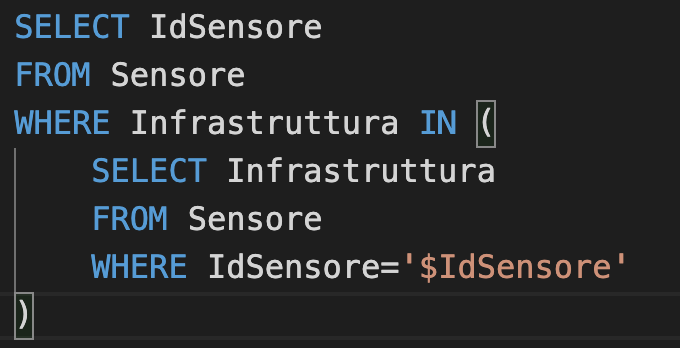 SELECT IdSensore
FROM Sensore
WHERE Infrastruttura IN (
SELECT Infrastruttura
FROM Sensore
WHERE IdSensore='$IdSensore'
)